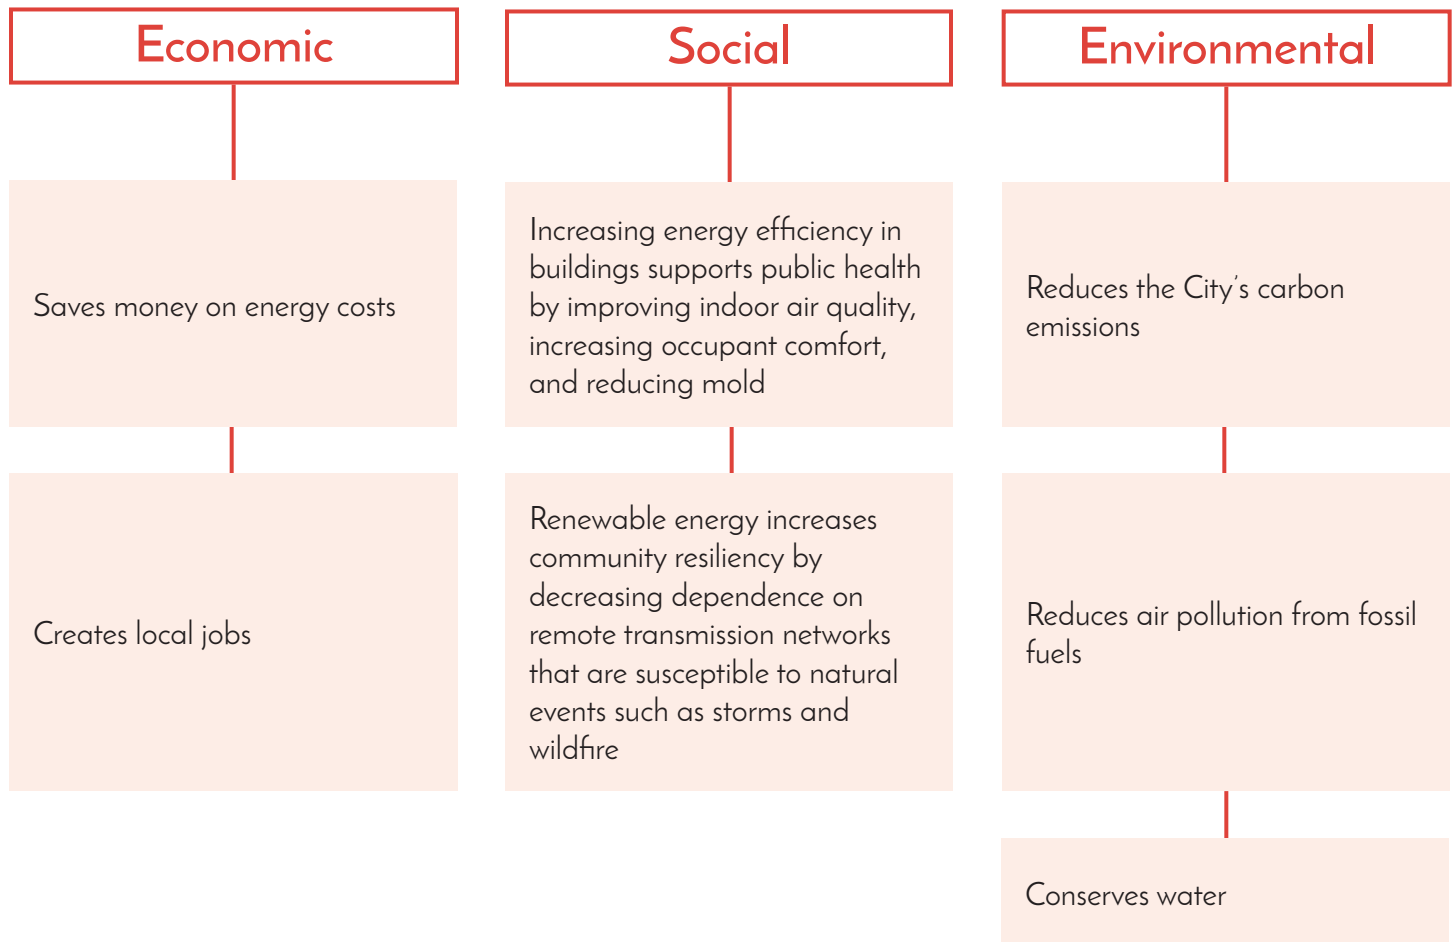 Economic
Saves money on energy costs
Creates local jobs
Social
Increasing energy efficiency in
buildings supports public health
by improving indoor air quality,
increasing occupant comfort,
and reducing mold
Renewable energy increases
community resiliency by
decreasing dependence on
remote transmission networks
that are susceptible to natural
events such as storms and
wildfire
Environmental
Reduces the City's carbon
emissions
Reduces air pollution from fossil
fuels
Conserves water